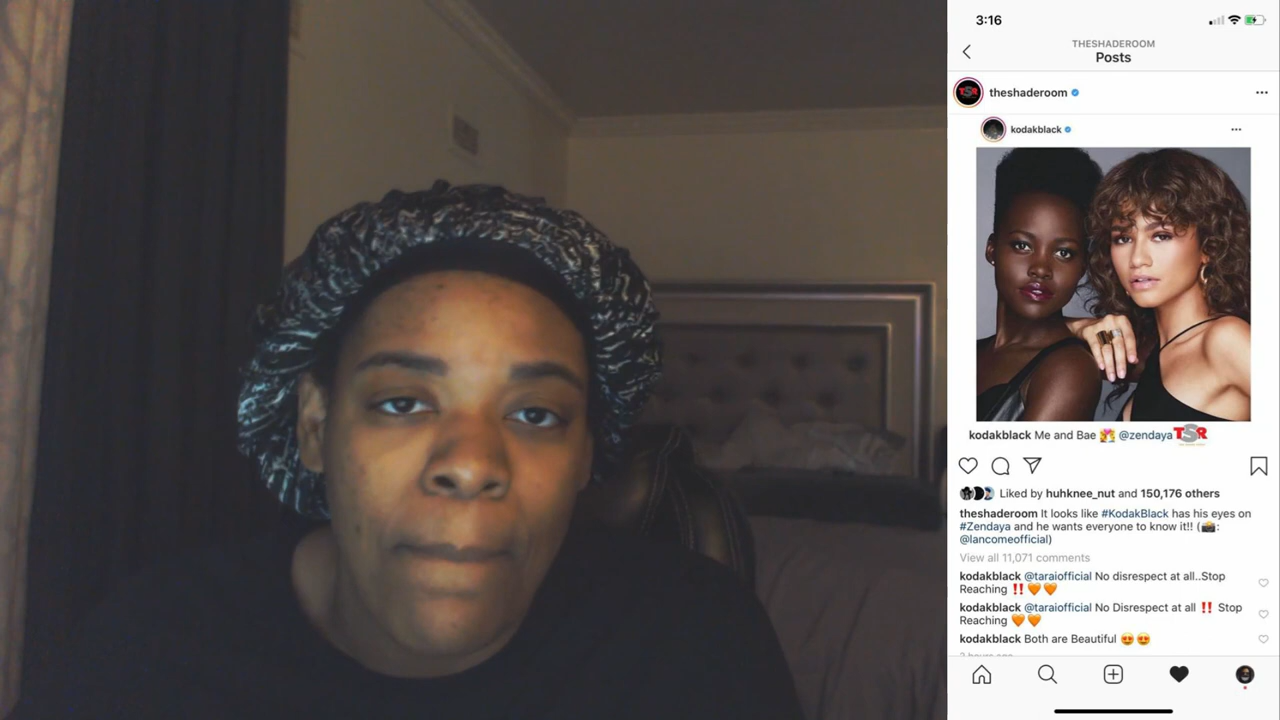 3:16
THESHADEROOM
Posts
TSR
theshaderoom
kodakblack
kodakblack Me and Bae 💏 @zendaya TSR
Liked by huhknee_nut and 150,176 others
theshaderoom It looks like #KodakBlack has his eyes on
#Zendaya and he wants everyone to know it!! (📸:
@lancomeofficial)
View all 11,071 comments
kodakblack @taraiofficial No disrespect at all..Stop
Reaching ‼️🧡🧡
kodakblack @taraiofficial No Disrespect at all ‼️ Stop
Reaching 🧡🧡
kodakblack Both are Beautiful 😍😍